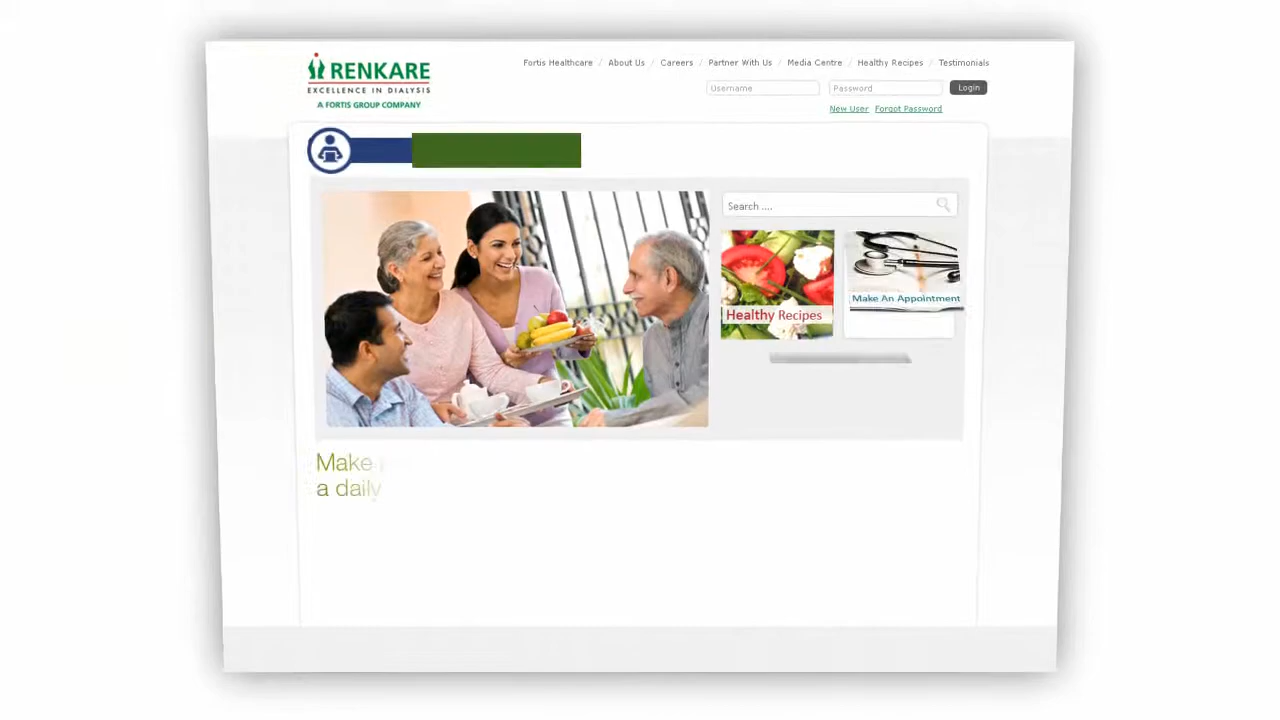 RENKARE
EXCELLENCE IN DIALYSIS
A FORTIS GROUP COMPANY
Fortis Healthcare / About Us / Careers / Partner With Us / Media Centre / Healthy Recipes / Testimonials
Username Password Login
New User Forgot Password
Search ....
Healthy Recipes
Make An Appointment
Make
a daily